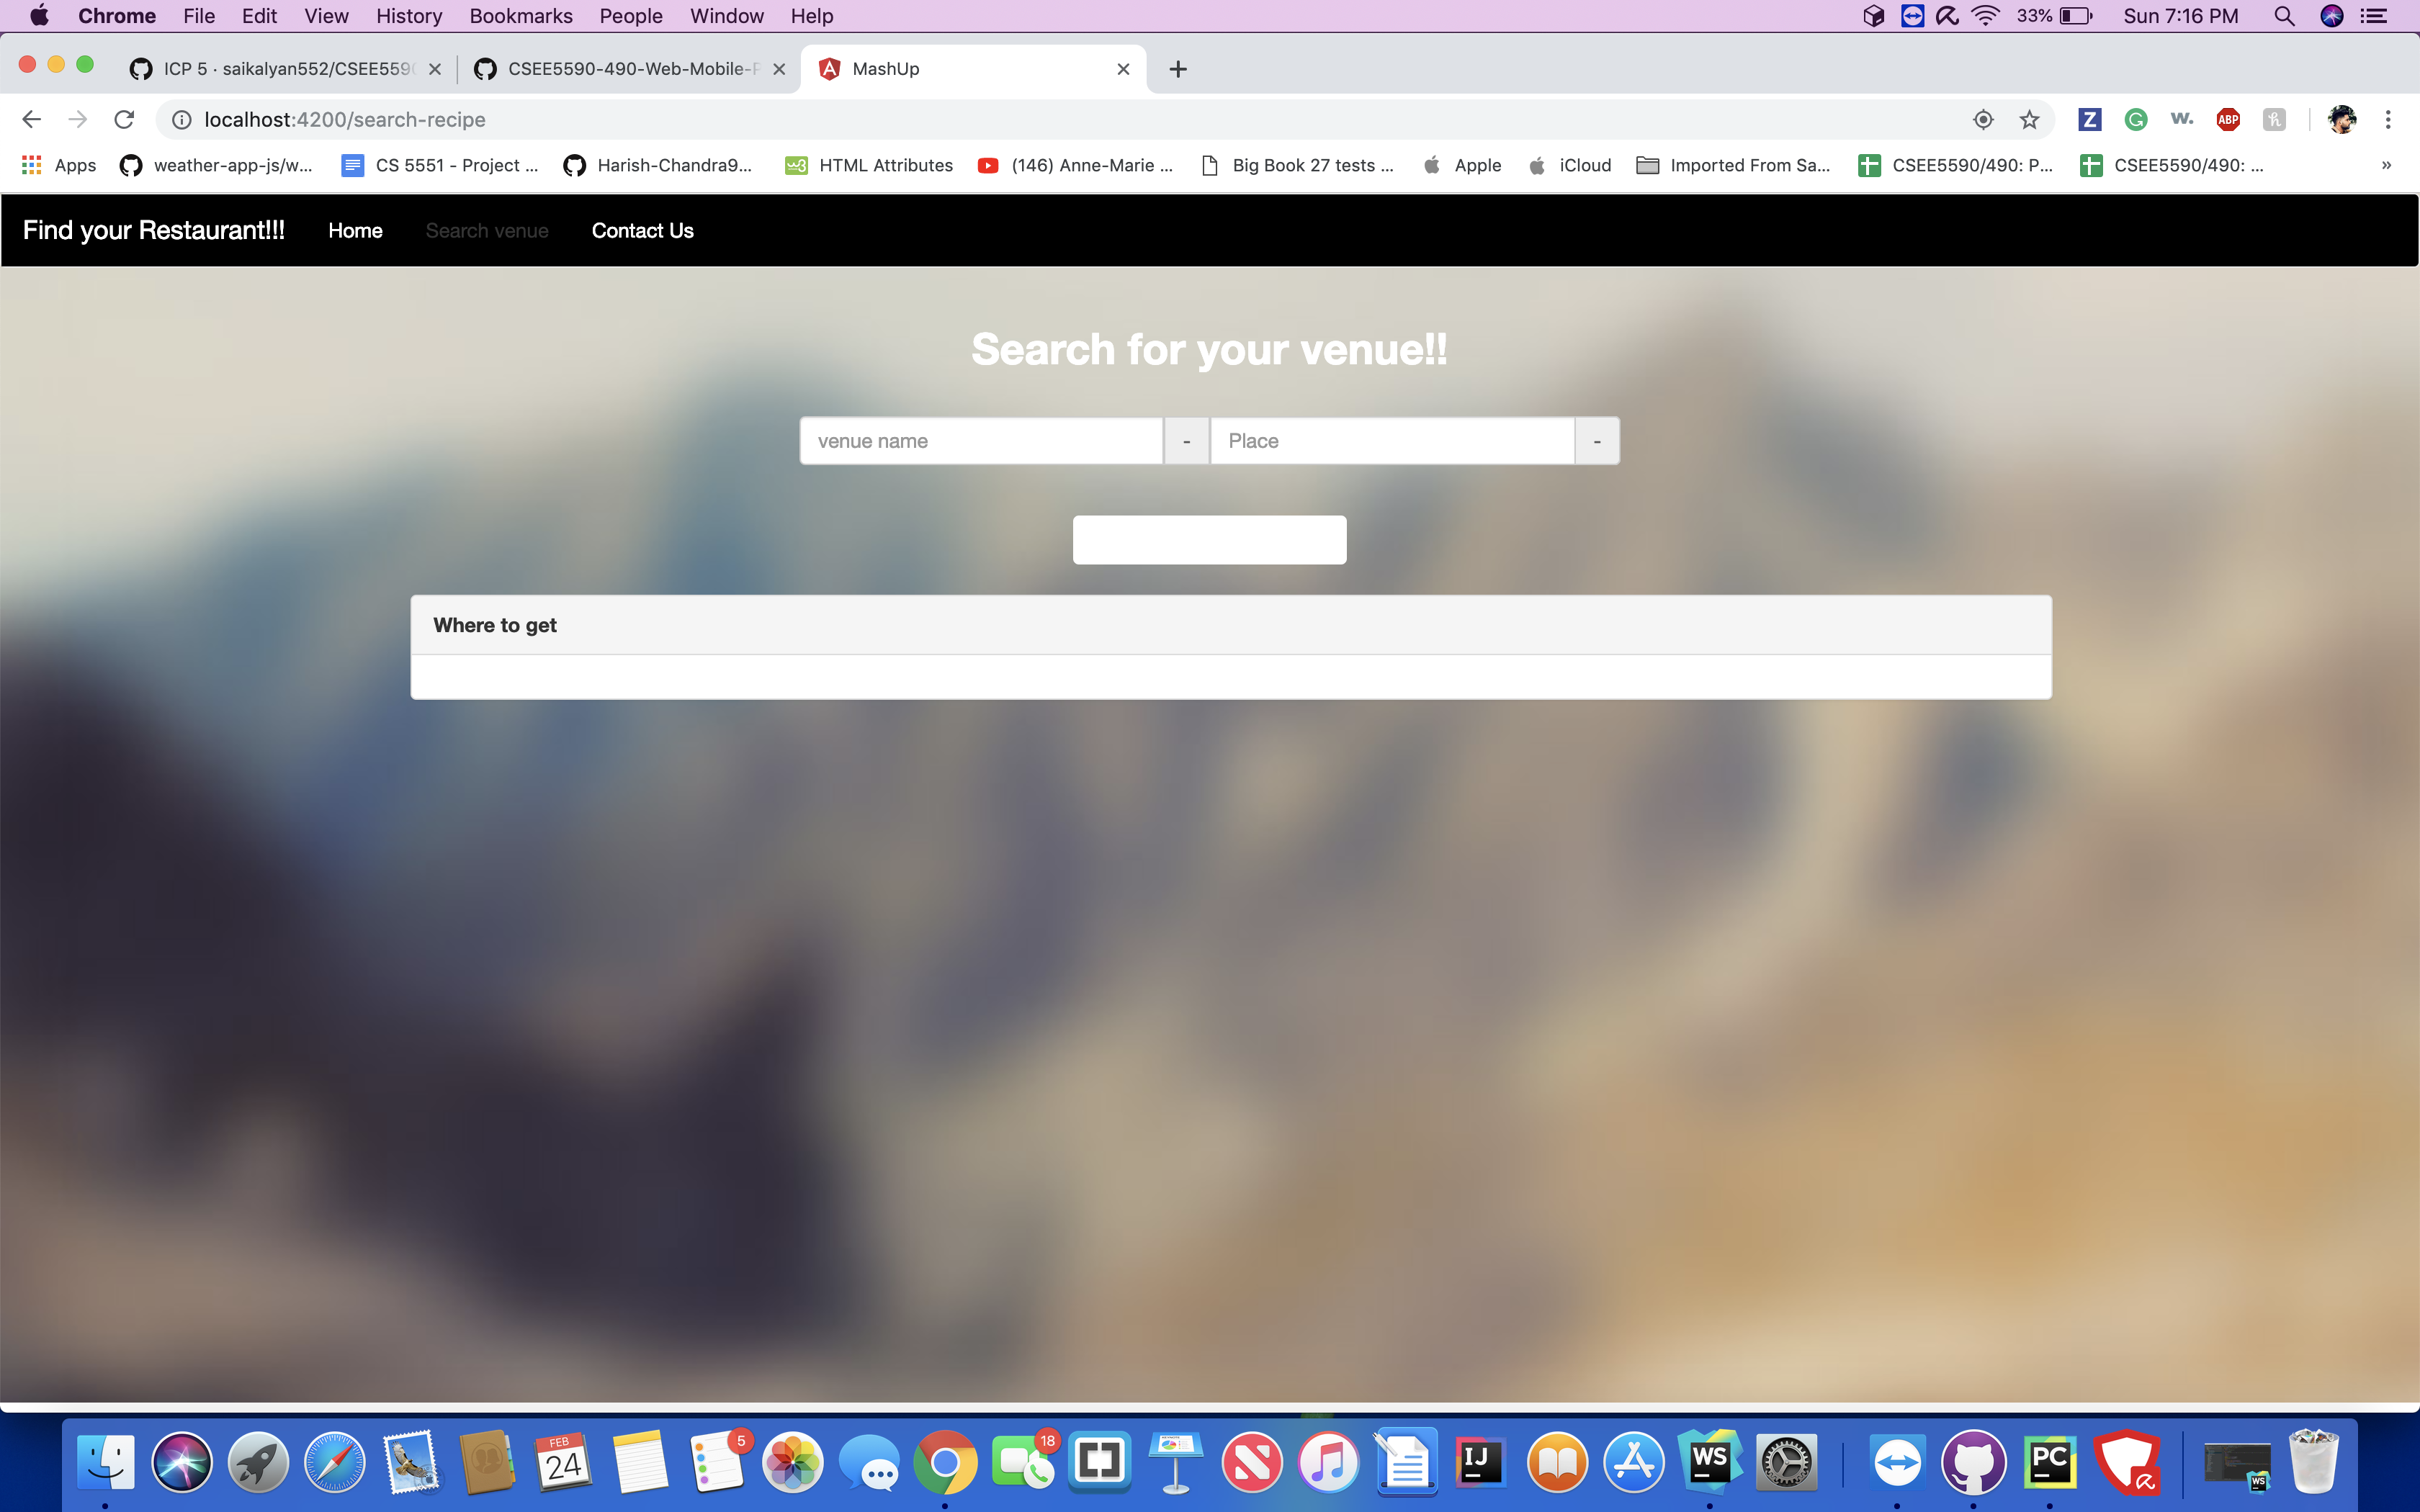 Chrome File Edit View History Bookmarks People Window Help 33% Sun 7:16 PM
ICP 5 · saikalyan552/CSEE559 CSEE5590-490-Web-Mobile-P MashUp
localhost:4200/search-recipe Z G w. ABP h
Apps weather-app-js/w... CS 5551 - Project ... Harish-Chandra9... w3 HTML Attributes (146) Anne-Marie ... Big Book 27 tests ... Apple iCloud Imported From Sa... CSEE5590/490: P... CSEE5590/490: ... »
Find your Restaurant!!! Home Search venue Contact Us
Search for your venue!!
venue name - Place -
Where to get
FEB 24 5 18 IJ WS PC WS